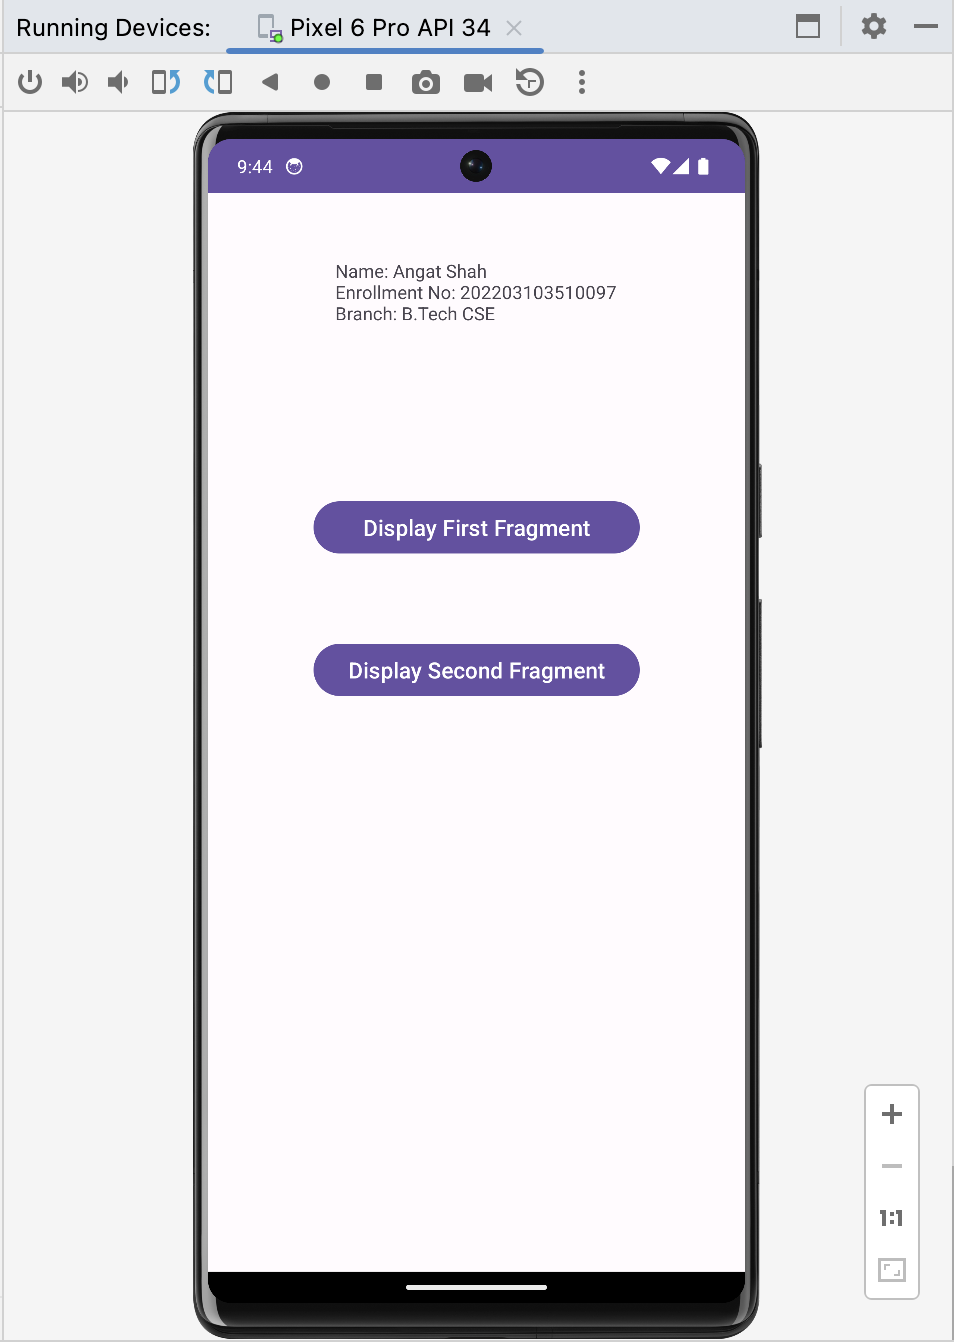 Running Devices: Pixel 6 Pro API 34
9:44
Name: Angat Shah
Enrollment No: 202203103510097
Branch: B.Tech CSE
Display First Fragment
Display Second Fragment
1:1